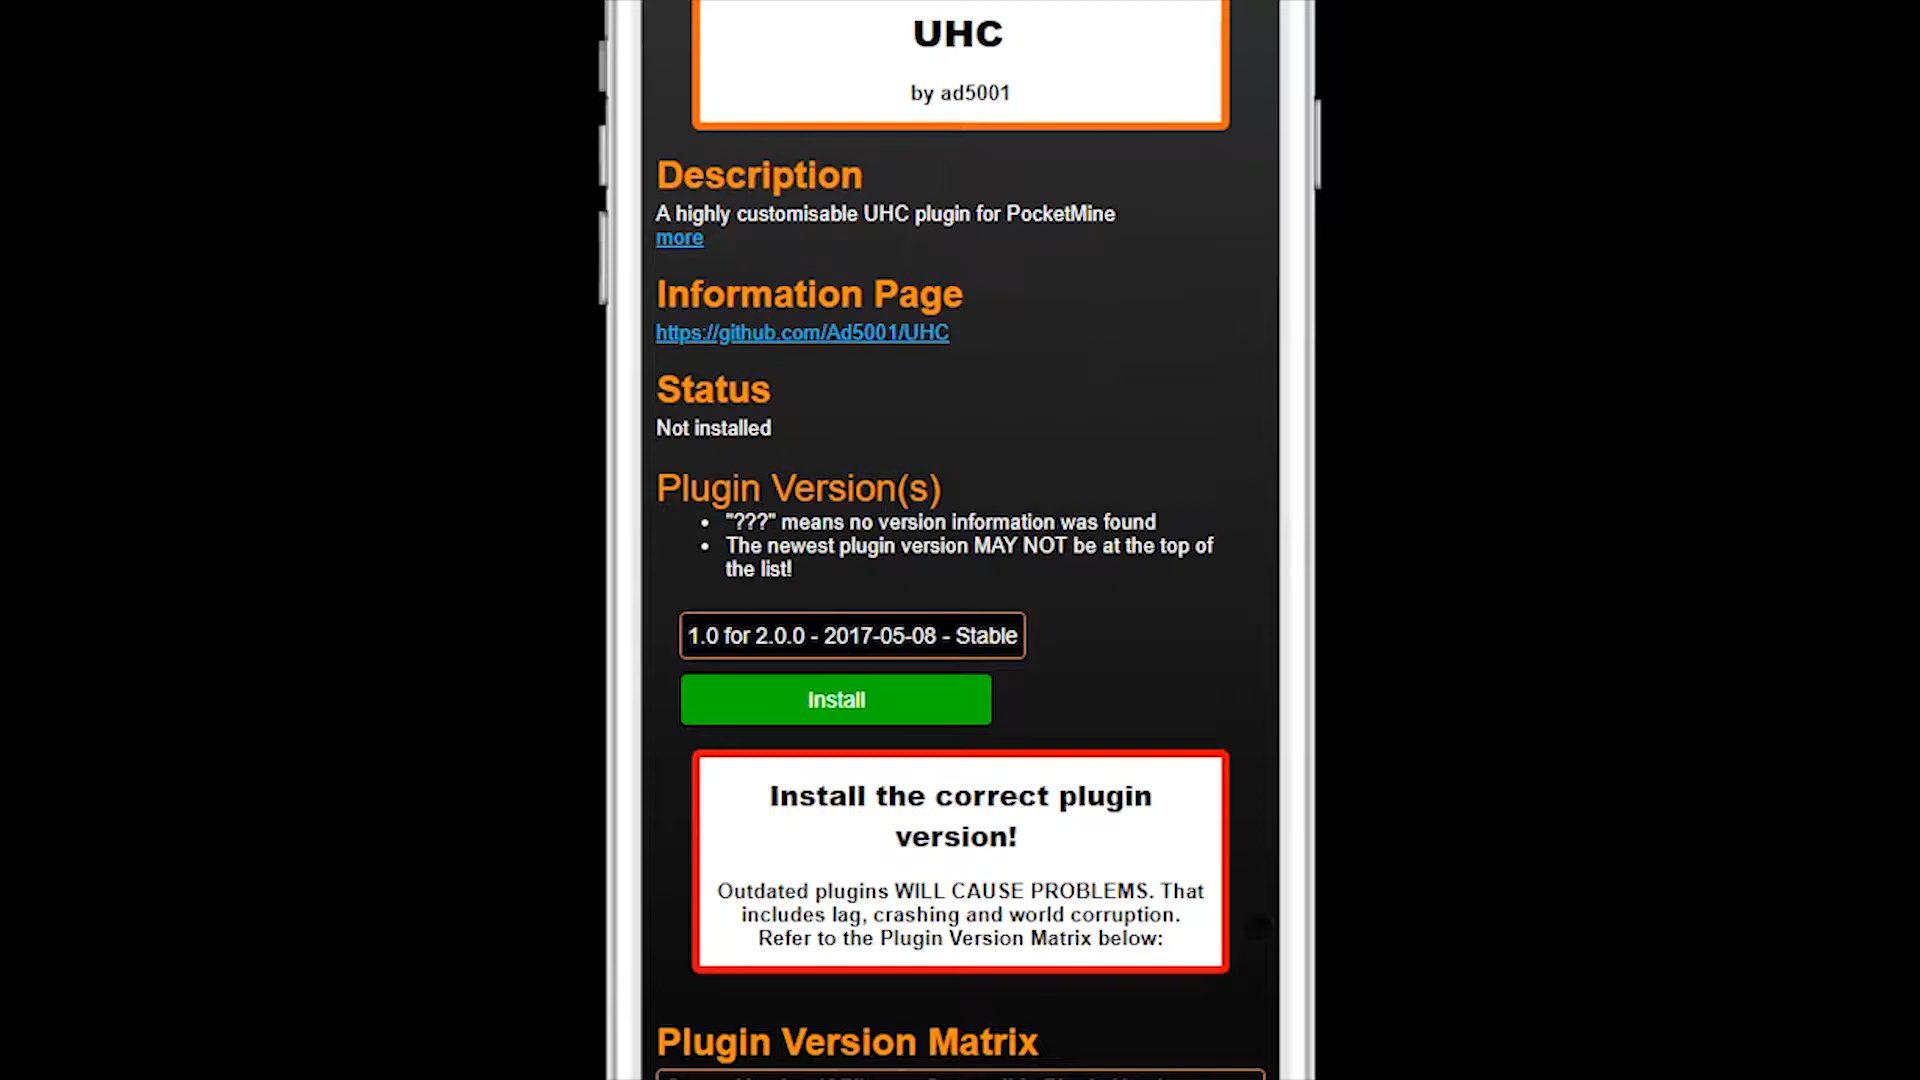 UHC
by ad5001
Description
A highly customisable UHC plugin for PocketMine
more
Information Page
https://github.com/Ad5001/UHC
Status
Not installed
Plugin Version(s)
"???" means no version information was found
The newest plugin version MAY NOT be at the top of
the list!
1.0 for 2.0.0 - 2017-05-08 - Stable
Install
Install the correct plugin
version!
Outdated plugins WILL CAUSE PROBLEMS. That
includes lag, crashing and world corruption.
Refer to the Plugin Version Matrix below:
Plugin Version Matrix